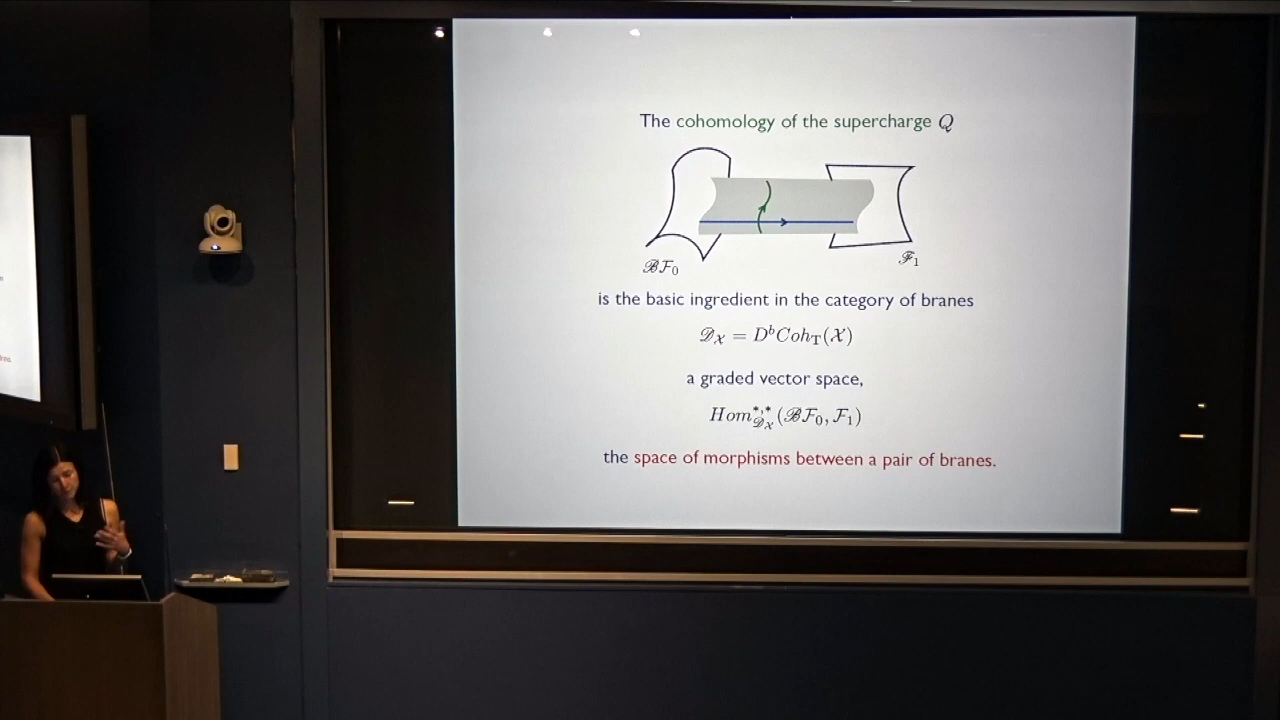 The cohomology of the supercharge Q
ℬℱ₀
ℱ₁
is the basic ingredient in the category of branes
𝒟_𝒳 = D^b Coh_T(𝒳)
a graded vector space,
Hom^{*,*}_{𝒟_𝒳}(ℬℱ₀, ℱ₁)
the space of morphisms between a pair of branes.